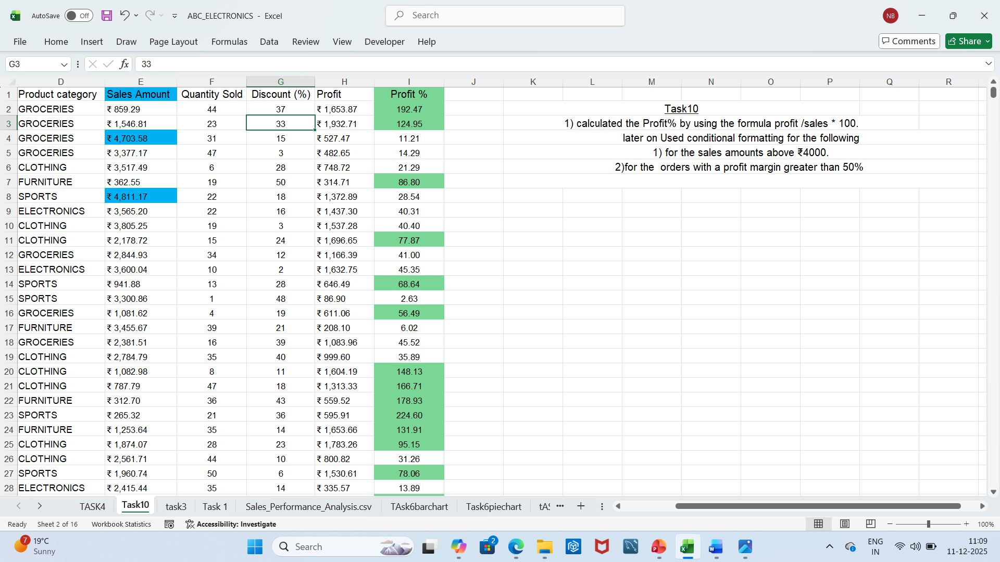 AutoSave Off ABC_ELECTRONICS - Excel Search NB
File Home Insert Draw Page Layout Formulas Data Review View Developer Help Comments Share
G3 fx 33
D E F G H I J K L M N O P Q R
1 Product category Sales Amount Quantity Sold Discount (%) Profit Profit %
2 GROCERIES ₹ 859.29 44 37 ₹ 1,653.87 192.47 Task10
3 GROCERIES ₹ 1,546.81 23 33 ₹ 1,932.71 124.95 1) calculated the Profit% by using the formula profit /sales * 100.
4 GROCERIES ₹ 4,703.58 31 15 ₹ 527.47 11.21 later on Used conditional formatting for the following
5 GROCERIES ₹ 3,377.17 47 3 ₹ 482.65 14.29 1) for the sales amounts above ₹4000.
6 CLOTHING ₹ 3,517.49 6 28 ₹ 748.72 21.29 2)for the orders with a profit margin greater than 50%
7 FURNITURE ₹ 362.55 19 50 ₹ 314.71 86.80
8 SPORTS ₹ 4,811.17 22 18 ₹ 1,372.89 28.54
9 ELECTRONICS ₹ 3,565.20 22 16 ₹ 1,437.30 40.31
10 CLOTHING ₹ 3,805.25 19 3 ₹ 1,537.28 40.40
11 CLOTHING ₹ 2,178.72 15 24 ₹ 1,696.65 77.87
12 GROCERIES ₹ 2,844.93 34 12 ₹ 1,166.39 41.00
13 ELECTRONICS ₹ 3,600.04 10 2 ₹ 1,632.75 45.35
14 SPORTS ₹ 941.88 13 28 ₹ 646.49 68.64
15 SPORTS ₹ 3,300.86 1 48 ₹ 86.90 2.63
16 GROCERIES ₹ 1,081.62 4 19 ₹ 611.06 56.49
17 FURNITURE ₹ 3,455.67 39 21 ₹ 208.10 6.02
18 GROCERIES ₹ 2,381.51 16 39 ₹ 1,083.96 45.52
19 CLOTHING ₹ 2,784.79 35 40 ₹ 999.60 35.89
20 CLOTHING ₹ 1,082.98 8 11 ₹ 1,604.19 148.13
21 CLOTHING ₹ 787.79 47 18 ₹ 1,313.33 166.71
22 FURNITURE ₹ 312.70 36 43 ₹ 559.52 178.93
23 SPORTS ₹ 265.32 21 36 ₹ 595.91 224.60
24 FURNITURE ₹ 1,253.64 35 14 ₹ 1,653.66 131.91
25 CLOTHING ₹ 1,874.07 28 23 ₹ 1,783.26 95.15
26 CLOTHING ₹ 2,561.71 44 10 ₹ 800.82 31.26
27 SPORTS ₹ 1,960.74 50 6 ₹ 1,530.61 78.06
28 ELECTRONICS ₹ 2,415.44 35 14 ₹ 335.57 13.89
TASK4 Task10 task3 Task 1 Sales_Performance_Analysis.csv TAsk6barchart Task6piechart tAS ...
Ready Sheet 2 of 16 Workbook Statistics Accessibility: Investigate 100%
7 19°C Sunny Search 2 ENG IN 11:09 11-12-2025